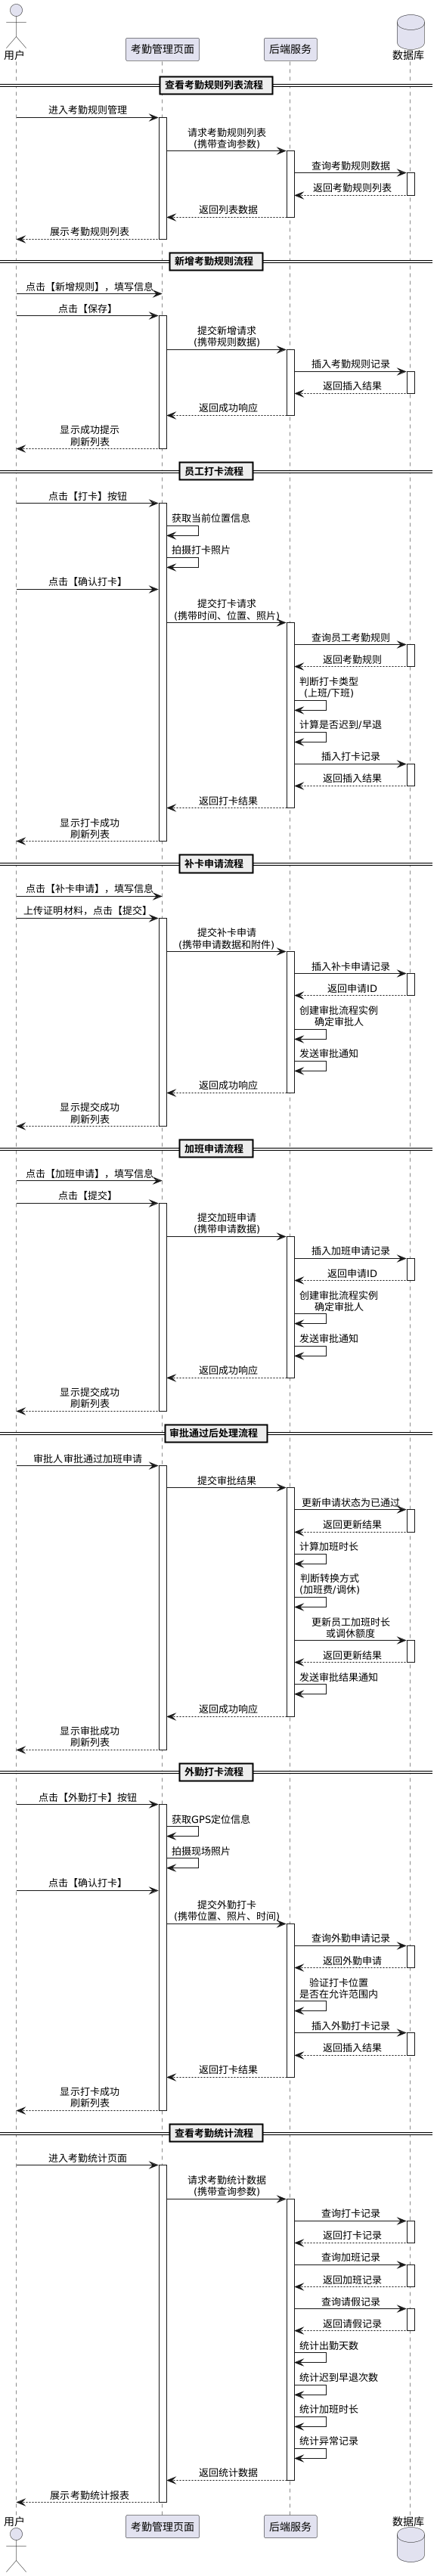 用户
考勤管理页面
后端服务
数据库
查看考勤规则列表流程
进入考勤规则管理
请求考勤规则列表
(携带查询参数)
查询考勤规则数据
返回考勤规则列表
返回列表数据
展示考勤规则列表
新增考勤规则流程
点击【新增规则】，填写信息
点击【保存】
提交新增请求
(携带规则数据)
插入考勤规则记录
返回插入结果
返回成功响应
显示成功提示
刷新列表
员工打卡流程
点击【打卡】按钮
获取当前位置信息
拍摄打卡照片
点击【确认打卡】
提交打卡请求
(携带时间、位置、照片)
查询员工考勤规则
返回考勤规则
判断打卡类型
(上班/下班)
计算是否迟到/早退
插入打卡记录
返回插入结果
返回打卡结果
显示打卡成功
刷新列表
补卡申请流程
点击【补卡申请】，填写信息
上传证明材料，点击【提交】
提交补卡申请
(携带申请数据和附件)
插入补卡申请记录
返回申请ID
创建审批流程实例
确定审批人
发送审批通知
返回成功响应
显示提交成功
刷新列表
加班申请流程
点击【加班申请】，填写信息
点击【提交】
提交加班申请
(携带申请数据)
插入加班申请记录
返回申请ID
创建审批流程实例
确定审批人
发送审批通知
返回成功响应
显示提交成功
刷新列表
审批通过后处理流程
审批人审批通过加班申请
提交审批结果
更新申请状态为已通过
返回更新结果
计算加班时长
判断转换方式
(加班费/调休)
更新员工加班时长
或调休额度
返回更新结果
发送审批结果通知
返回成功响应
显示审批成功
刷新列表
外勤打卡流程
点击【外勤打卡】按钮
获取GPS定位信息
拍摄现场照片
点击【确认打卡】
提交外勤打卡
(携带位置、照片、时间)
查询外勤申请记录
返回外勤申请
验证打卡位置
是否在允许范围内
插入外勤打卡记录
返回插入结果
返回打卡结果
显示打卡成功
刷新列表
查看考勤统计流程
进入考勤统计页面
请求考勤统计数据
(携带查询参数)
查询打卡记录
返回打卡记录
查询加班记录
返回加班记录
查询请假记录
返回请假记录
统计出勤天数
统计迟到早退次数
统计加班时长
统计异常记录
返回统计数据
展示考勤统计报表
用户
考勤管理页面
后端服务
数据库